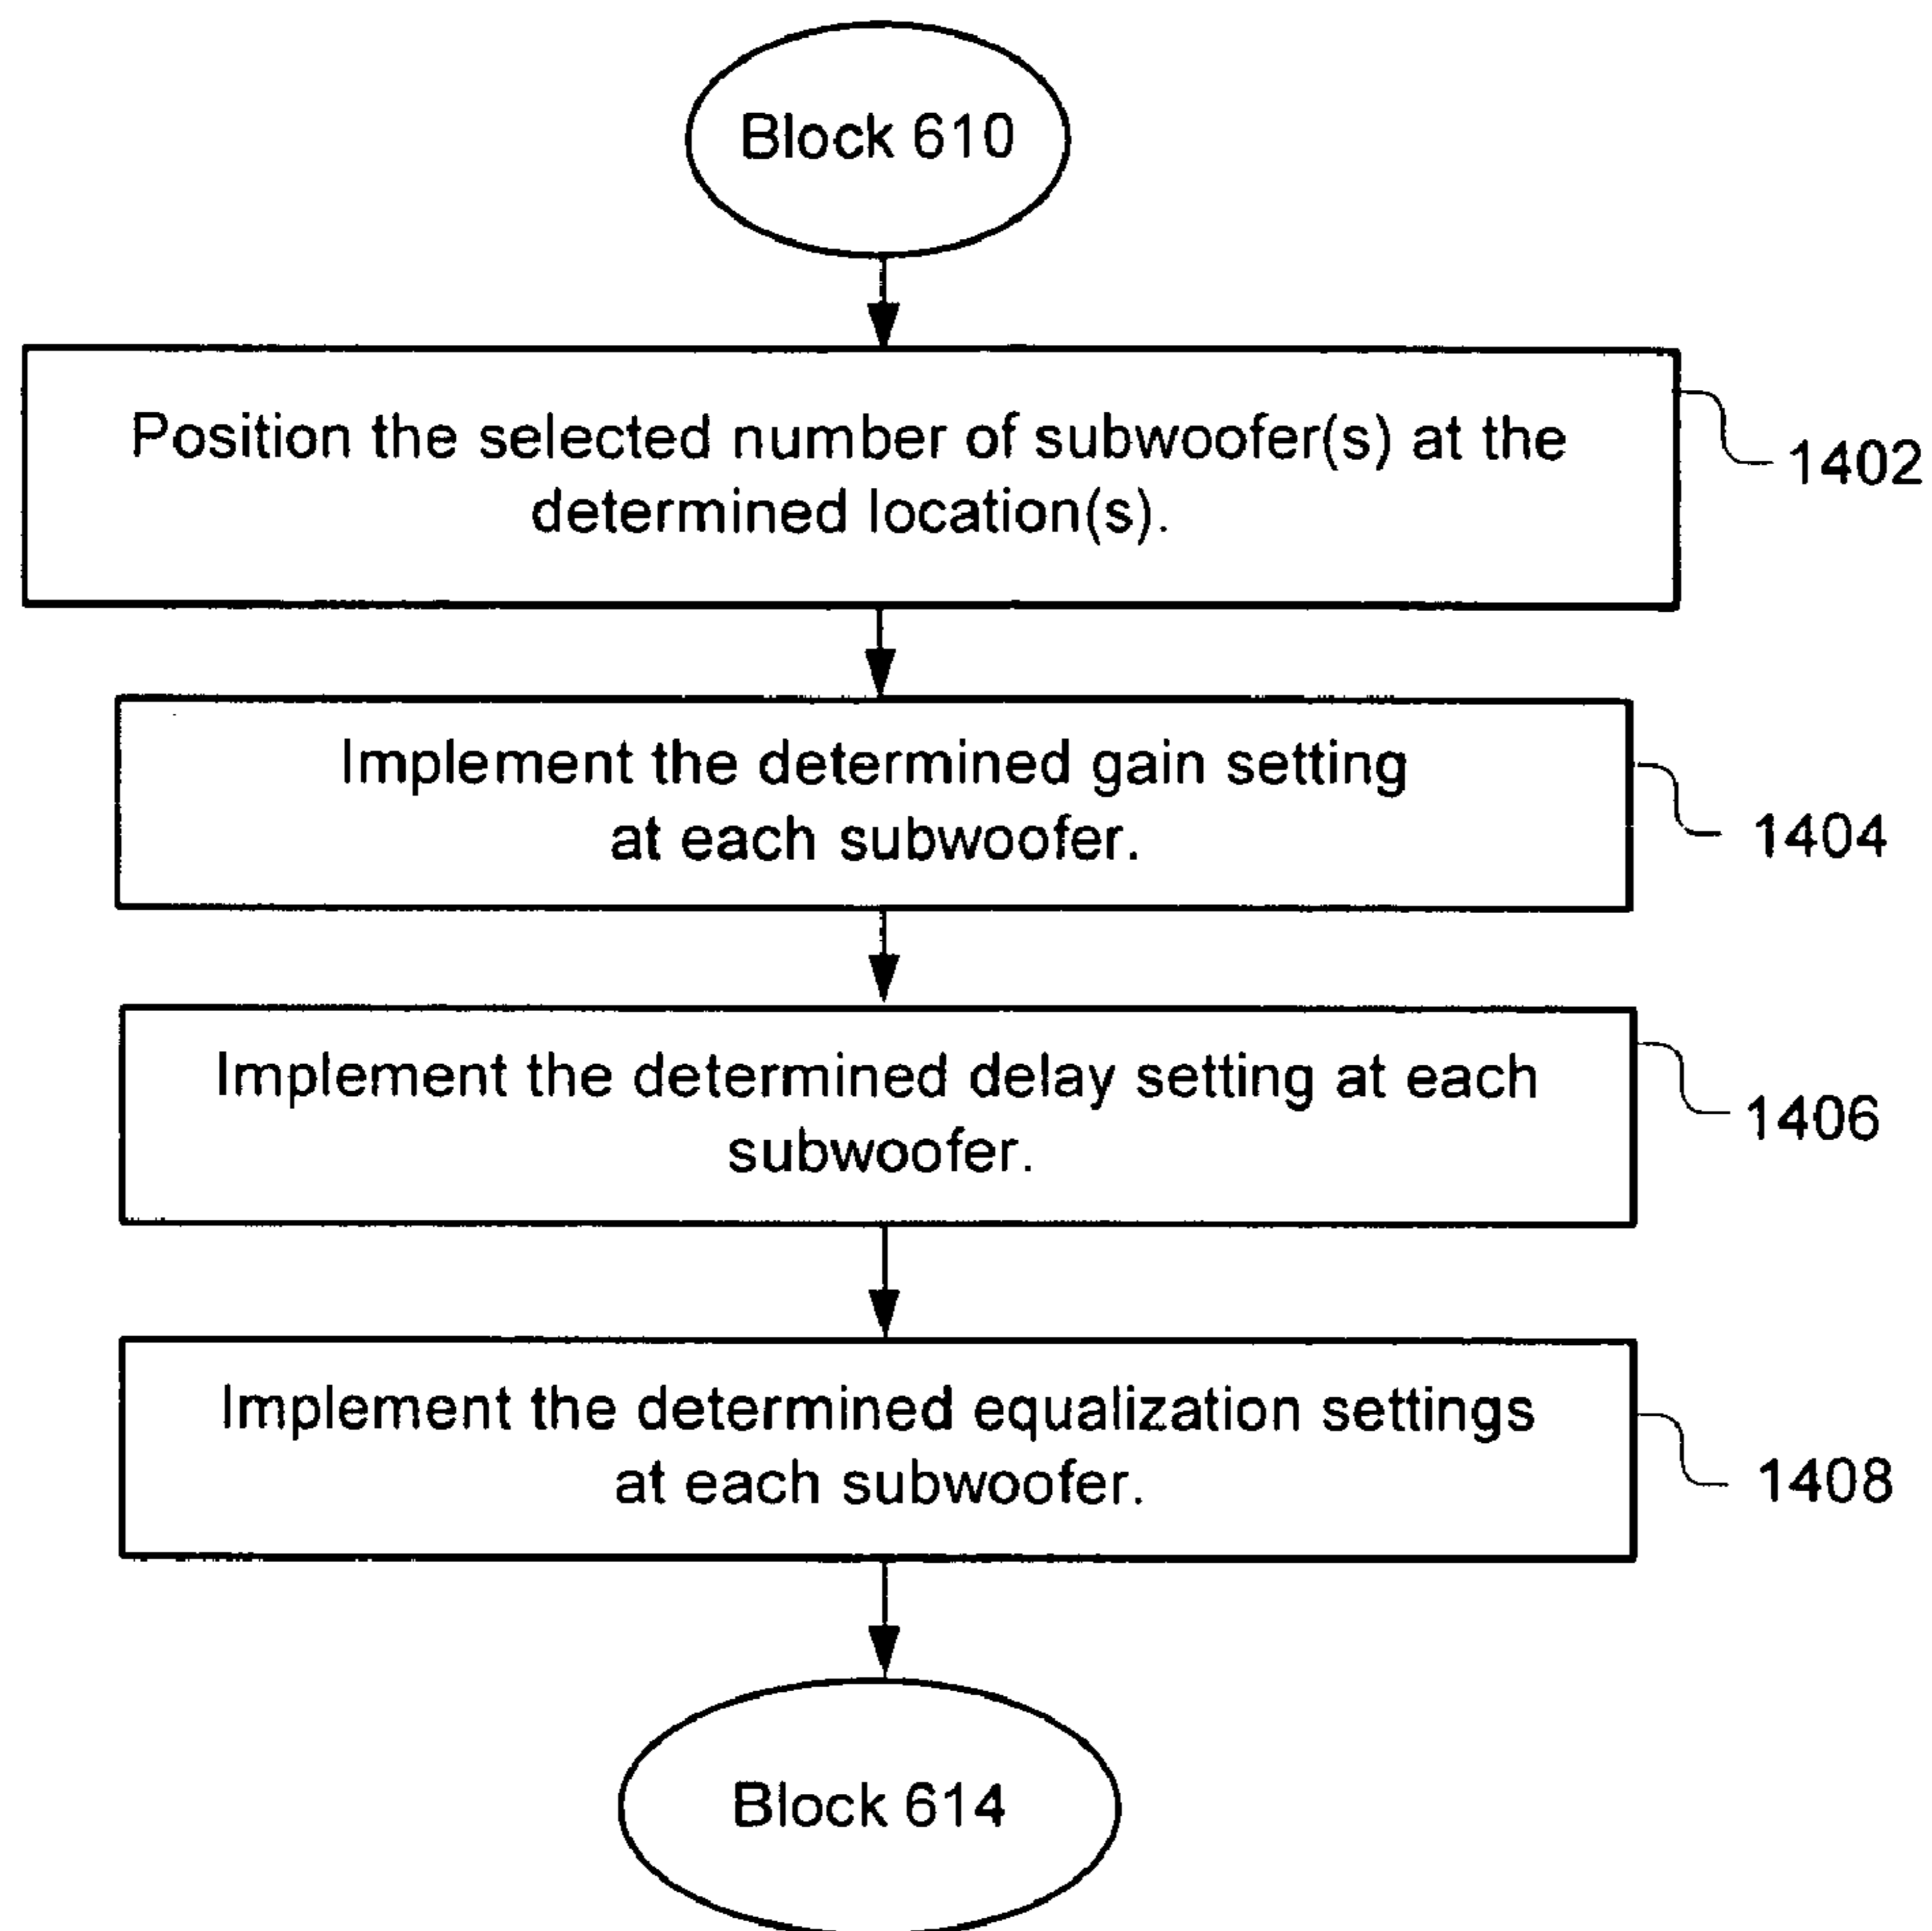 Block 610
Position the selected number of subwoofer(s) at the
determined location(s).
1402
Implement the determined gain setting
at each subwoofer.
1404
Implement the determined delay setting at each
subwoofer.
1406
Implement the determined equalization settings
at each subwoofer.
1408
Block 614